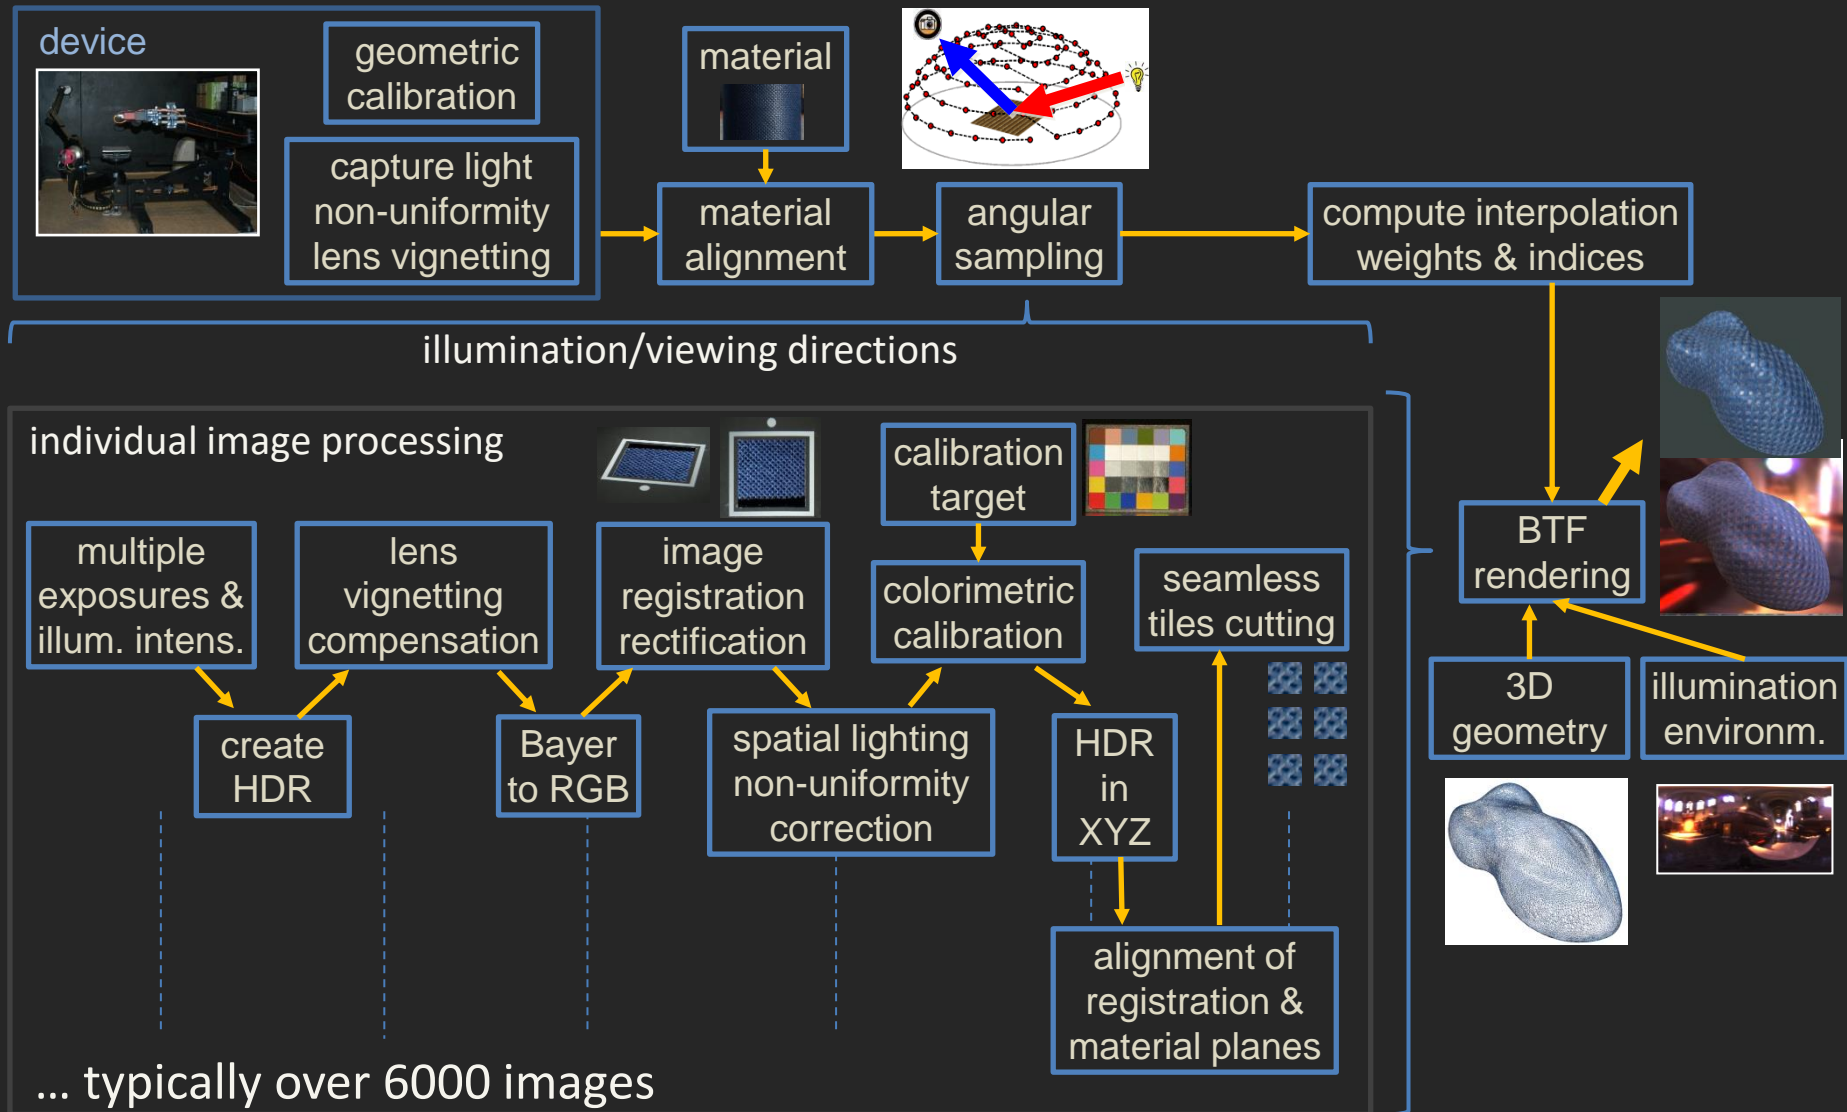 device
geometric
calibration
capture light
non-uniformity
lens vignetting
material
material
alignment
angular
sampling
compute interpolation
weights & indices
illumination/viewing directions
individual image processing
multiple
exposures &
illum. intens.
create
HDR
lens
vignetting
compensation
Bayer
to RGB
image
registration
rectification
spatial lighting
non-uniformity
correction
calibration
target
colorimetric
calibration
HDR
in
XYZ
alignment of
registration &
material planes
seamless
tiles cutting
BTF
rendering
3D
geometry
illumination
environm.
... typically over 6000 images